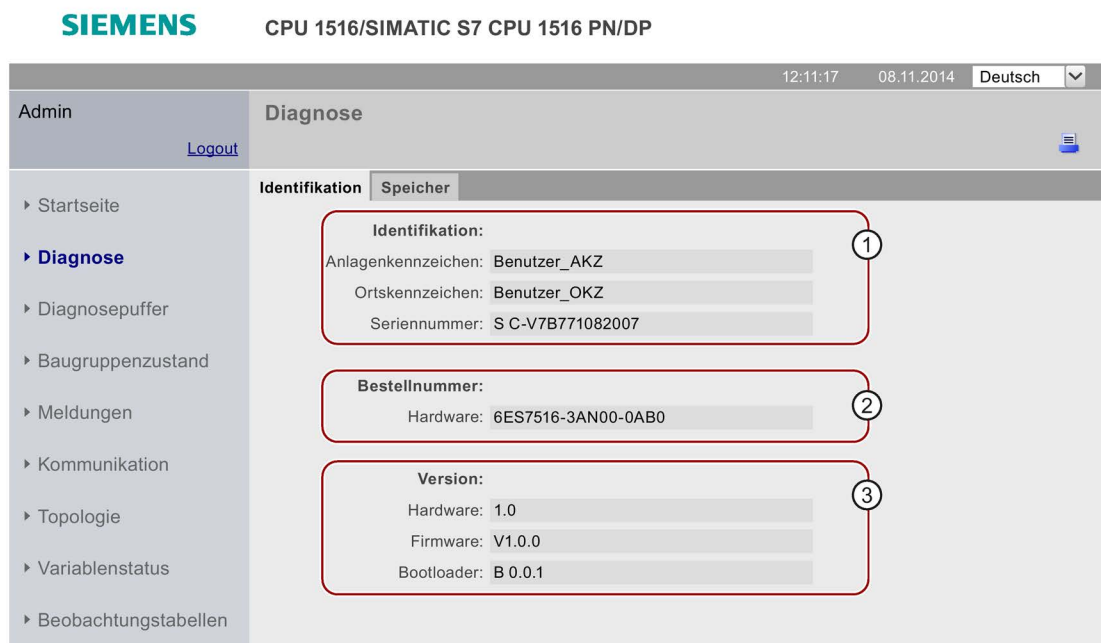 SIEMENS CPU 1516/SIMATIC S7 CPU 1516 PN/DP
12:11:17 08.11.2014 Deutsch
Admin
Logout
Diagnose
Startseite
Diagnose
Diagnosepuffer
Baugruppenzustand
Meldungen
Kommunikation
Topologie
Variablenstatus
Beobachtungstabellen
Identifikation Speicher
Identifikation:
Anlagenkennzeichen: Benutzer_AKZ
Ortskennzeichen: Benutzer_OKZ
Seriennummer: S C-V7B771082007
1
Bestellnummer:
Hardware: 6ES7516-3AN00-0AB0
2
Version:
Hardware: 1.0
Firmware: V1.0.0
Bootloader: B 0.0.1
3